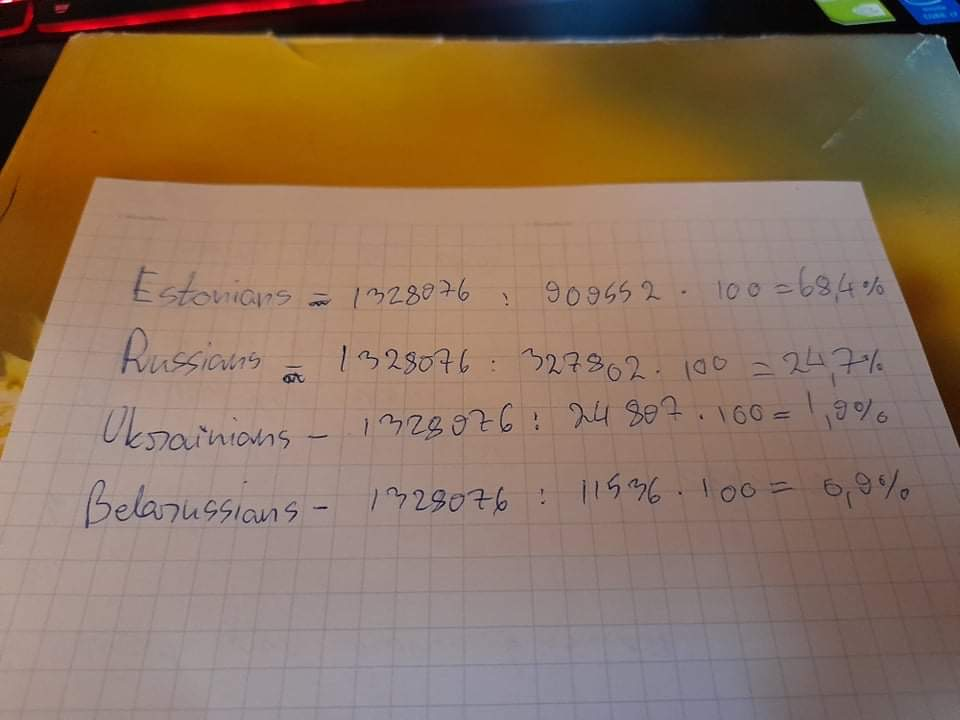 Estonians = 1328076 : 909552 · 100 = 68,4%
Russians = 1328076 : 327802 · 100 = 24,7%
Ukrainians - 1328076 : 24807 · 100 = 1,9%
Belarussians - 1328076 : 11536 · 100 = 0,9%